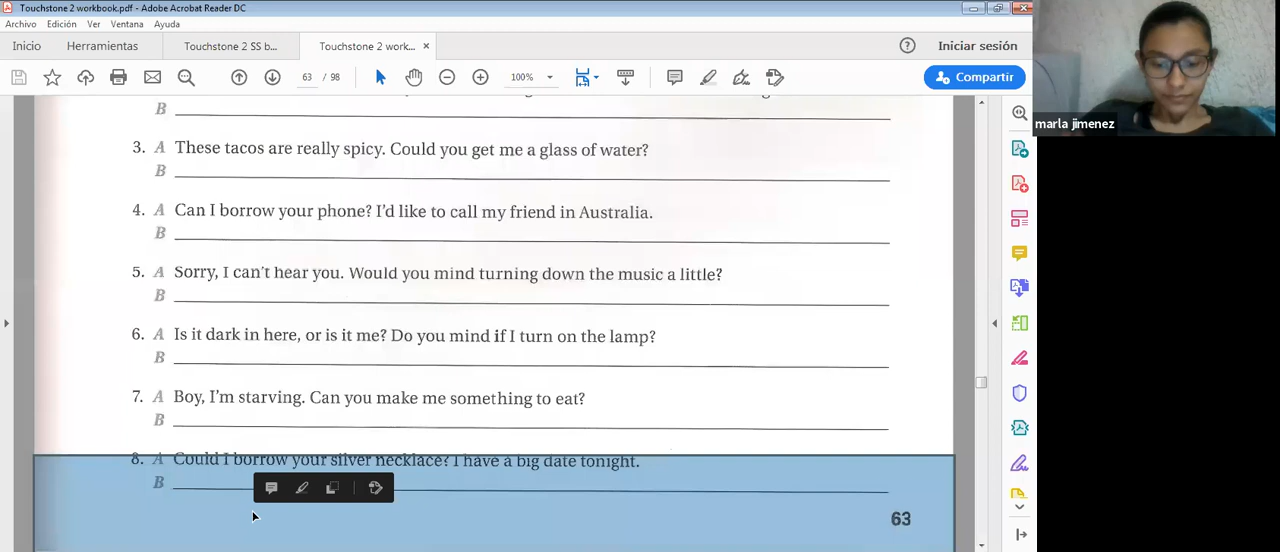 Touchstone 2 workbook.pdf - Adobe Acrobat Reader DC
Archivo Edición Ver Ventana Ayuda
Inicio Herramientas Touchstone 2 SS b... Touchstone 2 work... × Iniciar sesión
63 / 98 100% Compartir
marla jimenez
B
3. A These tacos are really spicy. Could you get me a glass of water?
B
4. A Can I borrow your phone? I'd like to call my friend in Australia.
B
5. A Sorry, I can't hear you. Would you mind turning down the music a little?
B
6. A Is it dark in here, or is it me? Do you mind if I turn on the lamp?
B
7. A Boy, I'm starving. Can you make me something to eat?
B
8. A Could I borrow your silver necklace? I have a big date tonight.
B
63